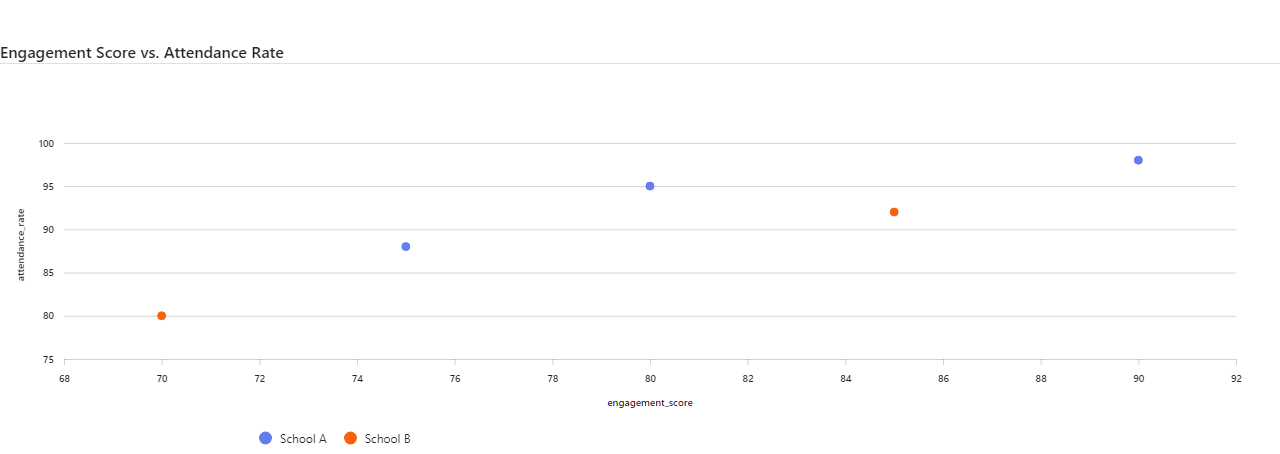 Engagement Score vs. Attendance Rate
100
95
90
85
80
75
attendance_rate
68 70 72 74 76 78 80 82 84 86 88 90 92
engagement_score
School A School B